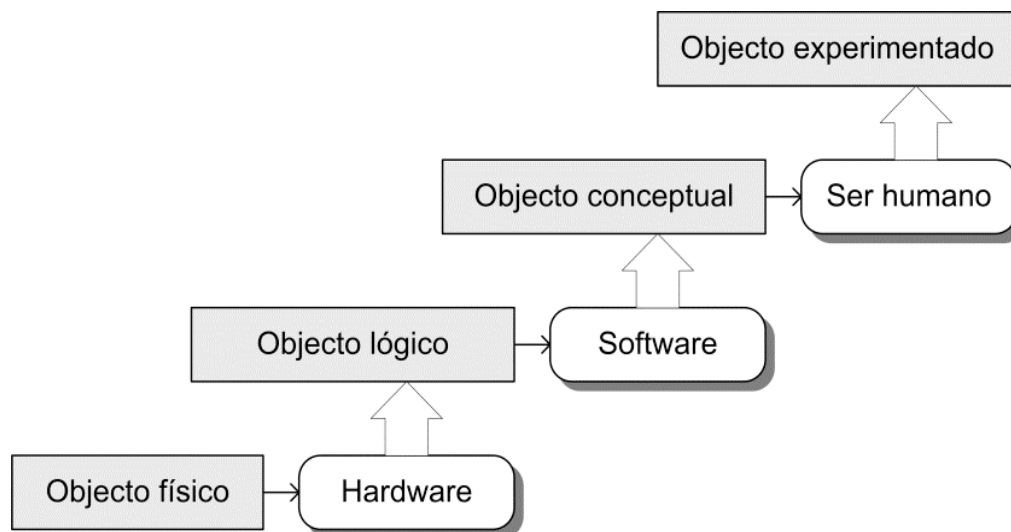 Objecto experimentado
Objecto conceptual
Ser humano
Objecto lógico
Software
Objecto físico
Hardware